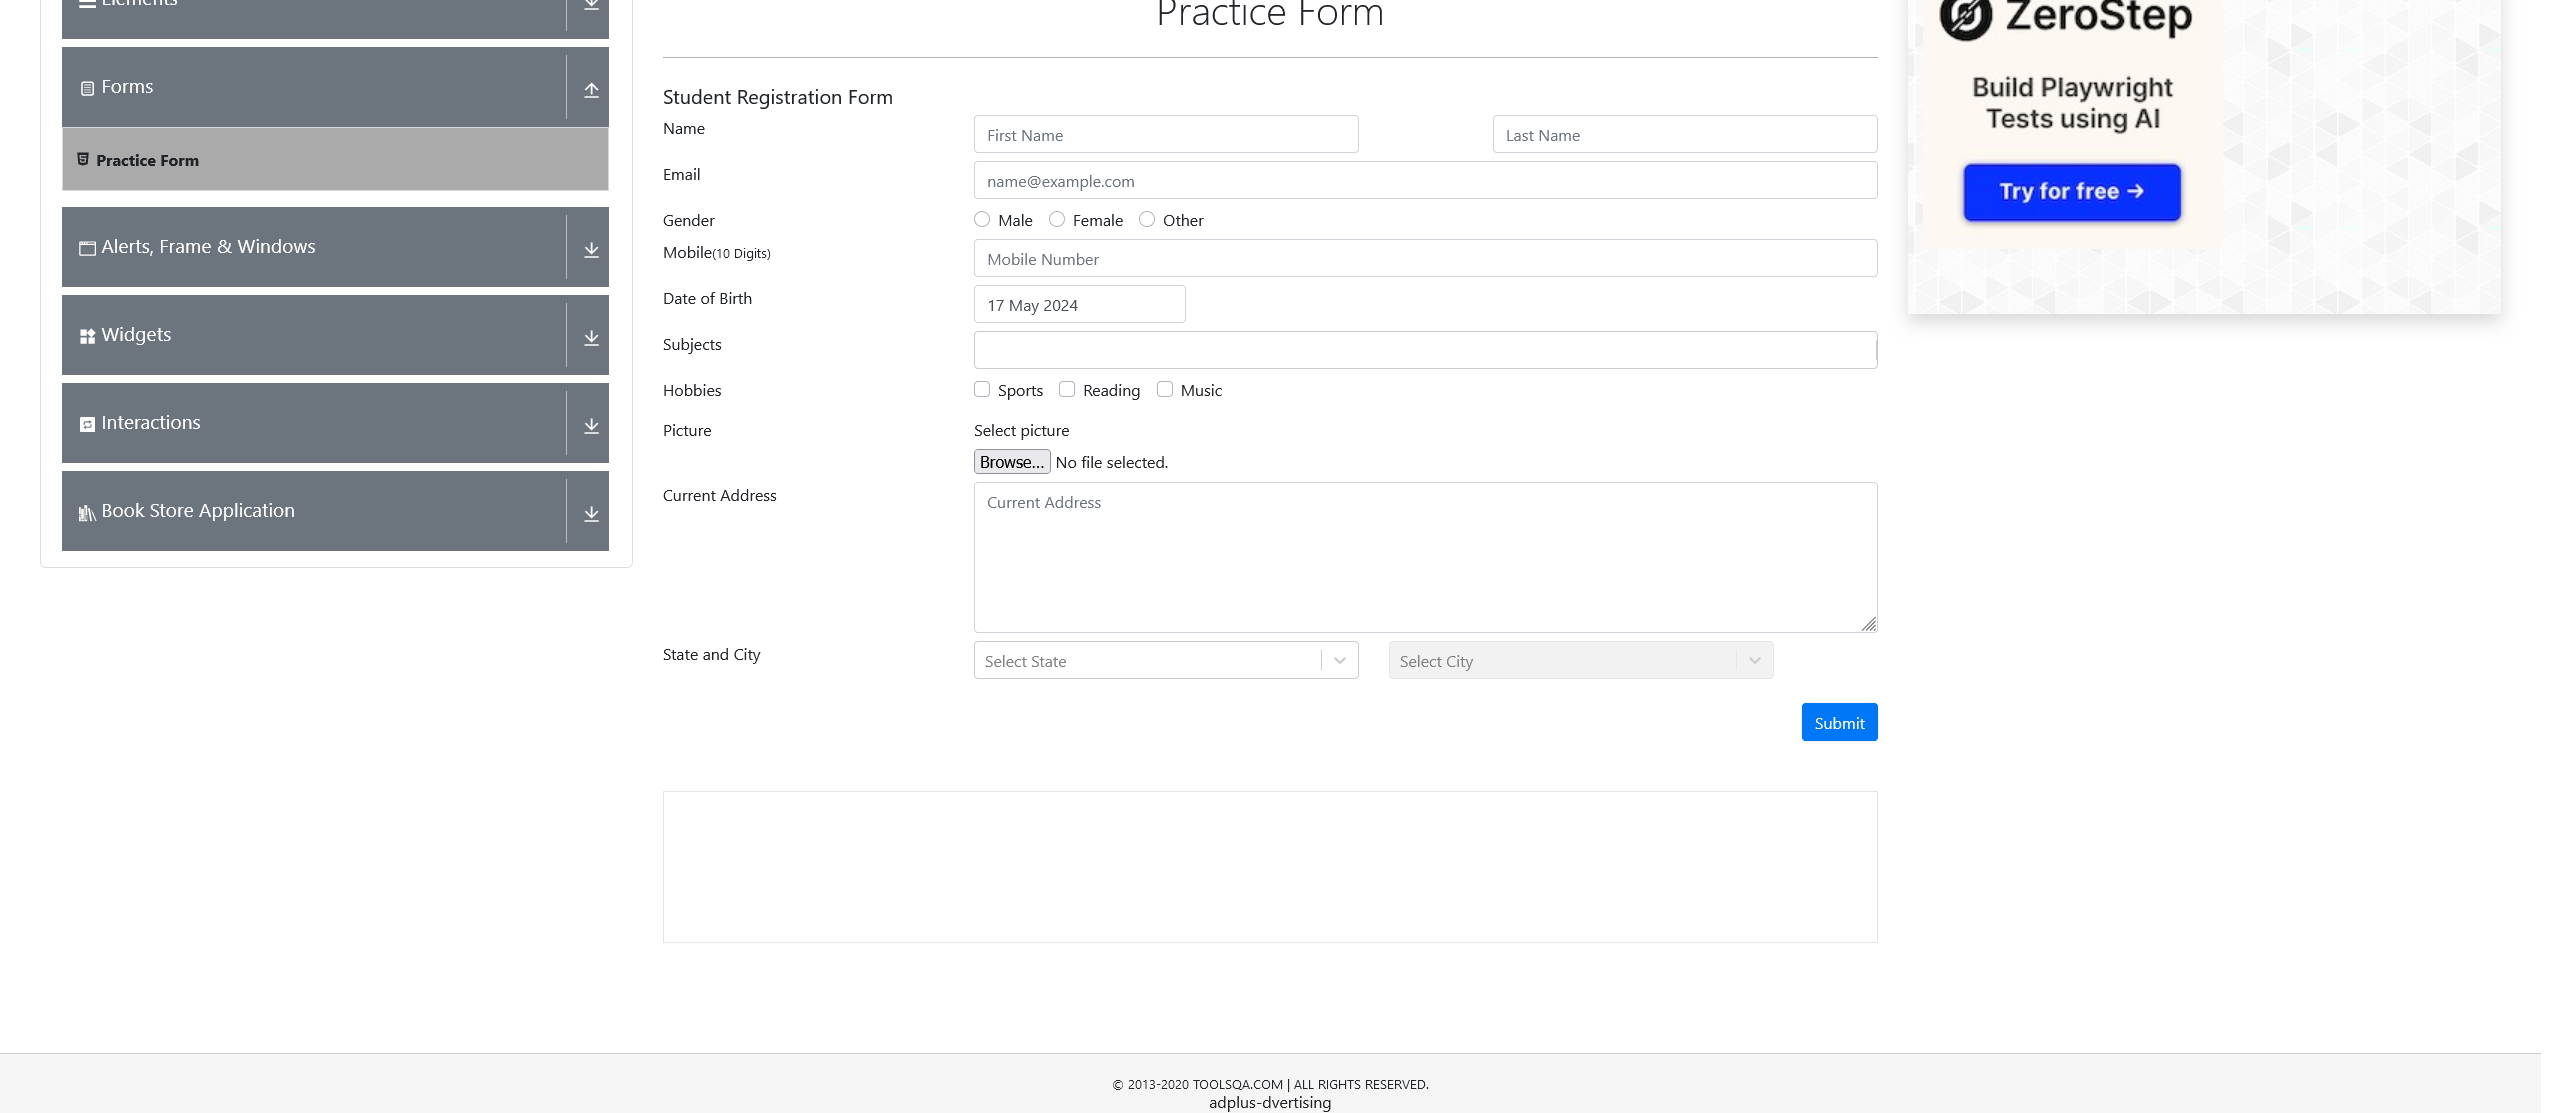 Elements
Forms
Practice Form
Alerts, Frame & Windows
Widgets
Interactions
Book Store Application
Practice Form
Student Registration Form
Name First Name Last Name
Email name@example.com
Gender Male Female Other
Mobile(10 Digits) Mobile Number
Date of Birth 17 May 2024
Subjects
Hobbies Sports Reading Music
Picture Select picture
Browse... No file selected.
Current Address Current Address
State and City Select State Select City
Submit
ZeroStep
Build Playwright
Tests using AI
Try for free →
© 2013-2020 TOOLSQA.COM | ALL RIGHTS RESERVED.
adplus-dvertising